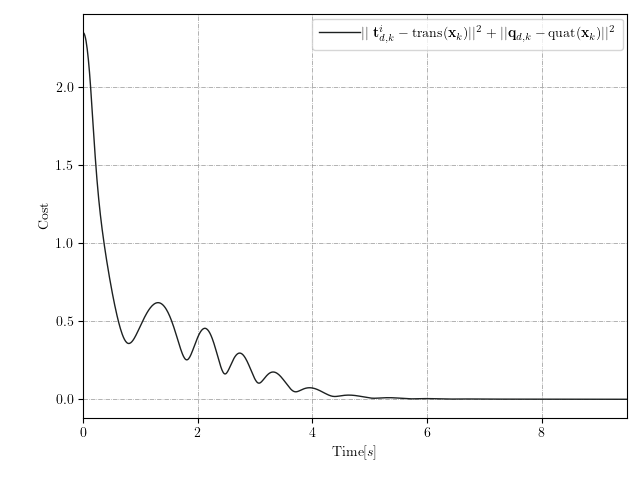 || t^i_{d,k} − trans(x_k)||² + ||q_{d,k} − quat(x_k)||²
2.0
1.5
1.0
0.5
0.0
Cost
0 2 4 6 8
Time[s]